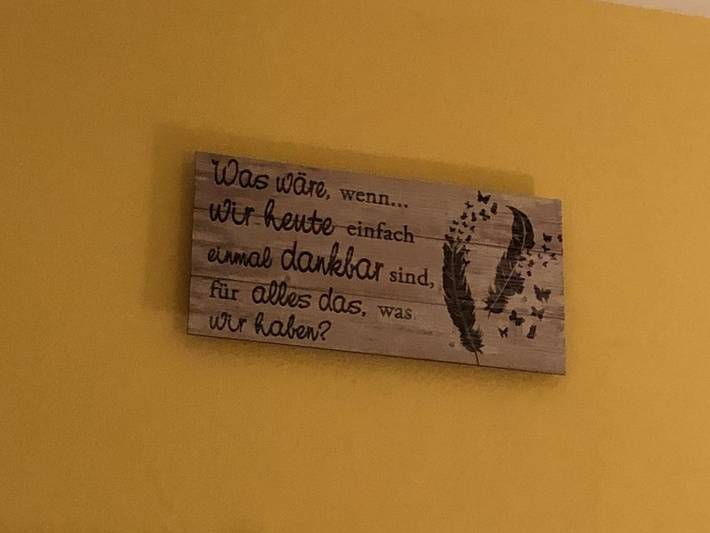 Was wäre, wenn...
wir heute einfach
einmal dankbar sind,
für alles das, was
wir haben?